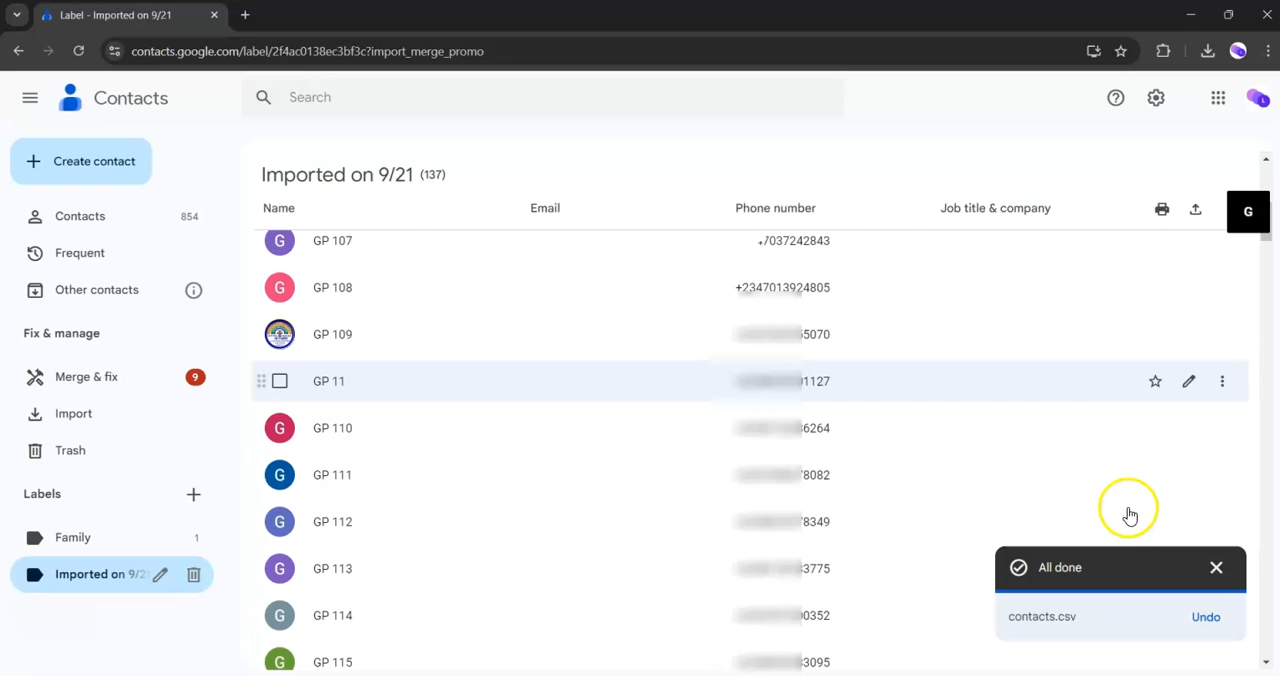 Label - Imported on 9/21
contacts.google.com/label/2f4ac0138ec3bf3c?import_merge_promo
Contacts
Search
L
Create contact
Contacts 854
Frequent
Other contacts
Fix & manage
Merge & fix 9
Import
Trash
Labels
Family 1
Imported on 9/2
Imported on 9/21 (137)
Name Email Phone number Job title & company
G
G GP 107 7037242843
G GP 108 +2347013924805
GP 109 5070
GP 11 1127
G GP 110 6264
G GP 111 78082
G GP 112 78349
G GP 113 3775
G GP 114 0352
G GP 115 3095
All done
contacts.csv Undo